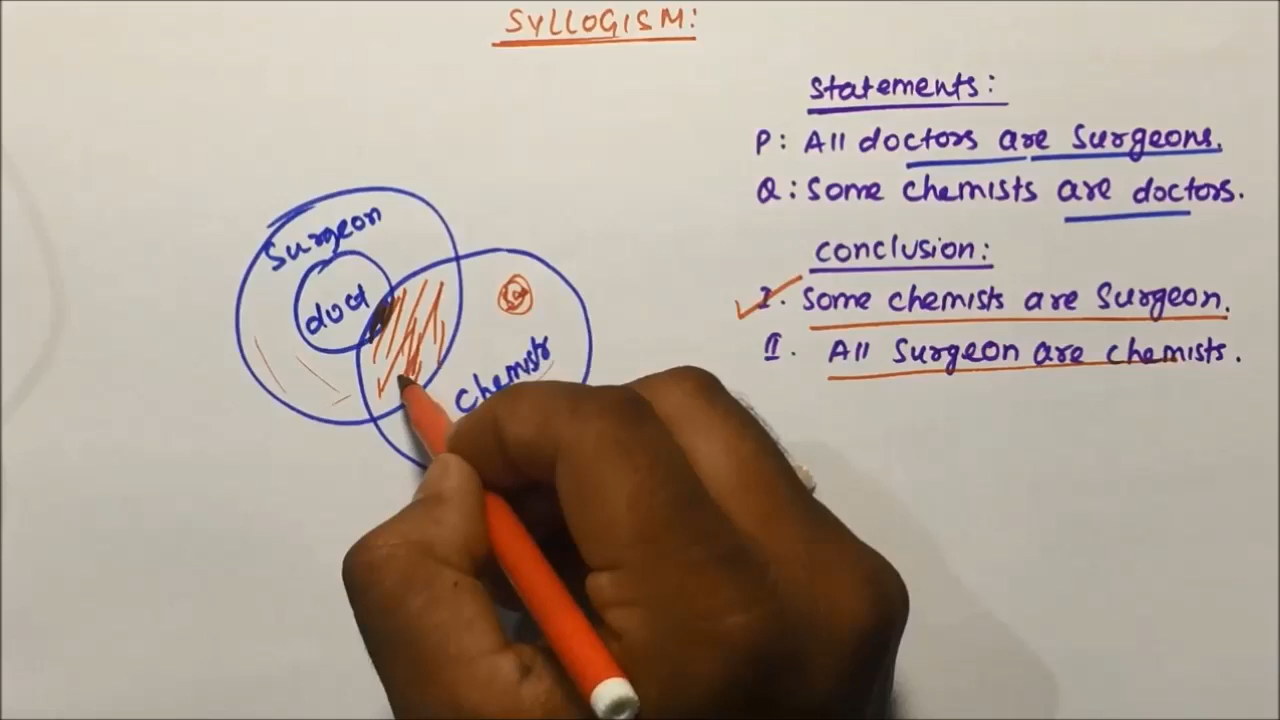 SYLLOGISM:
Statements:
P: All doctors are Surgeons.
Q: Some chemists are doctors.
Conclusion:
I. Some chemists are Surgeon.
II. All Surgeon are chemists.
Surgeon
doct
Chemists